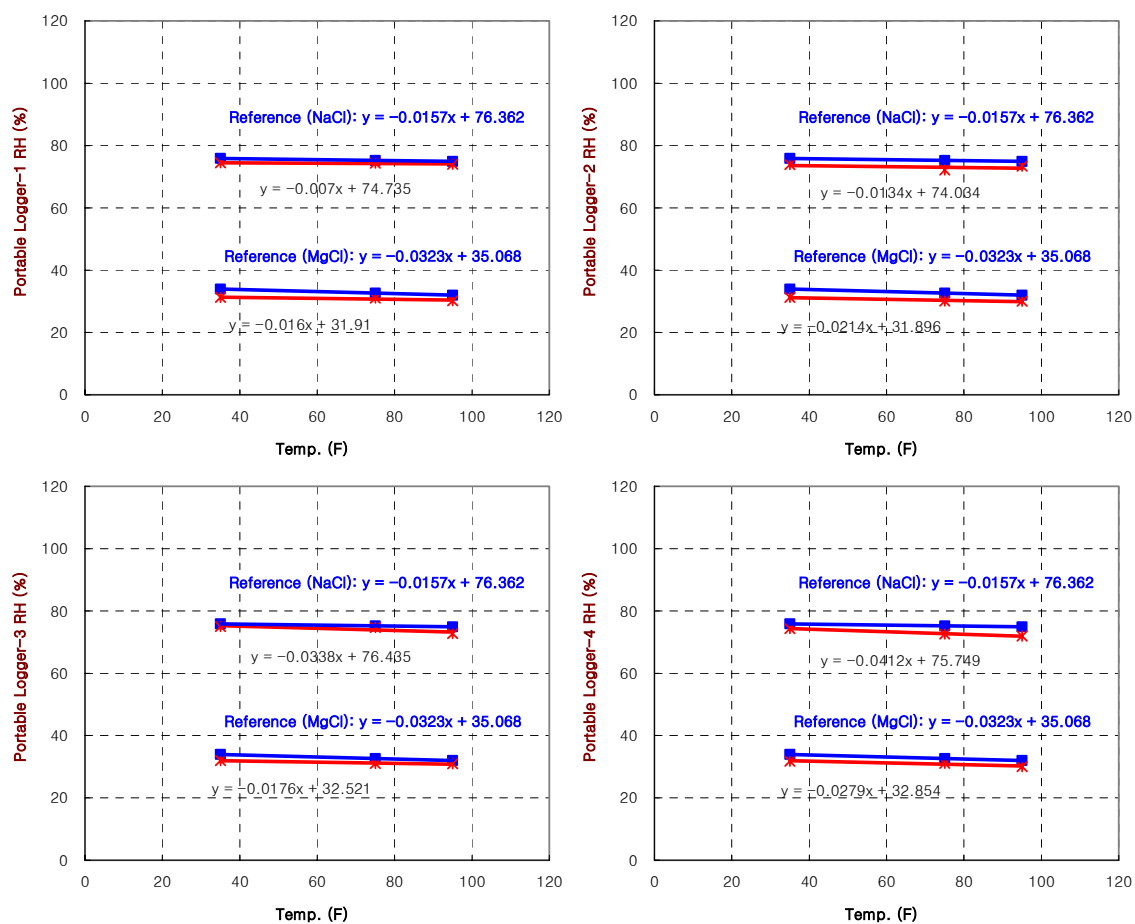 120
100
80
60
40
20
0
0 20 40 60 80 100 120
Portable Logger-1 RH (%)
Temp. (F)
Reference (NaCl): y = -0.0157x + 76.362
y = -0.007x + 74.735
Reference (MgCl): y = -0.0323x + 35.068
y = -0.016x + 31.91
120
100
80
60
40
20
0
0 20 40 60 80 100 120
Portable Logger-2 RH (%)
Temp. (F)
Reference (NaCl): y = -0.0157x + 76.362
y = -0.0134x + 74.034
Reference (MgCl): y = -0.0323x + 35.068
y = -0.0214x + 31.896
120
100
80
60
40
20
0
0 20 40 60 80 100 120
Portable Logger-3 RH (%)
Temp. (F)
Reference (NaCl): y = -0.0157x + 76.362
y = -0.0338x + 76.435
Reference (MgCl): y = -0.0323x + 35.068
y = -0.0176x + 32.521
120
100
80
60
40
20
0
0 20 40 60 80 100 120
Portable Logger-4 RH (%)
Temp. (F)
Reference (NaCl): y = -0.0157x + 76.362
y = -0.0412x + 75.749
Reference (MgCl): y = -0.0323x + 35.068
y = -0.0279x + 32.854